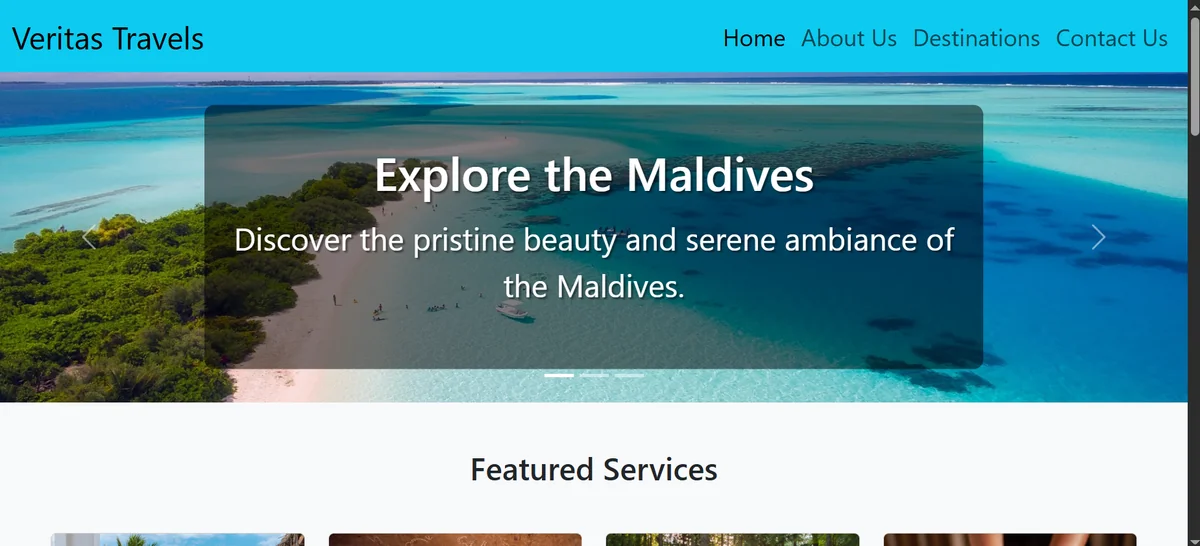 Veritas Travels
Home About Us Destinations Contact Us
Explore the Maldives
Discover the pristine beauty and serene ambiance of
the Maldives.
Featured Services